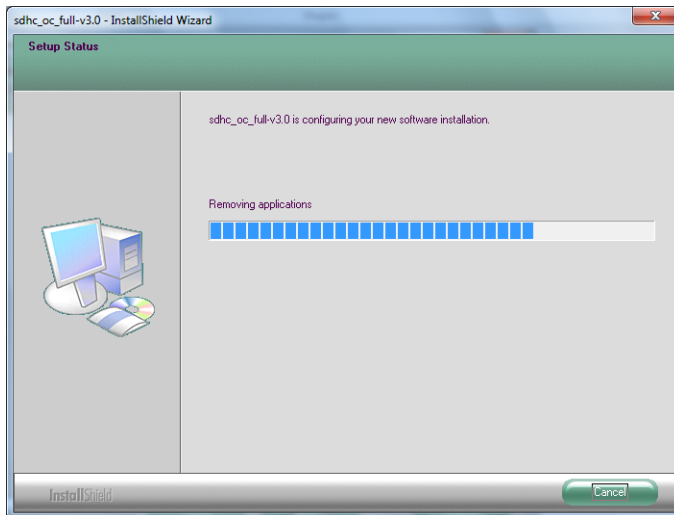 sdhc_oc_full-v3.0 - InstallShield Wizard
Setup Status
sdhc_oc_full-v3.0 is configuring your new software installation.
Removing applications
InstallShield
Cancel